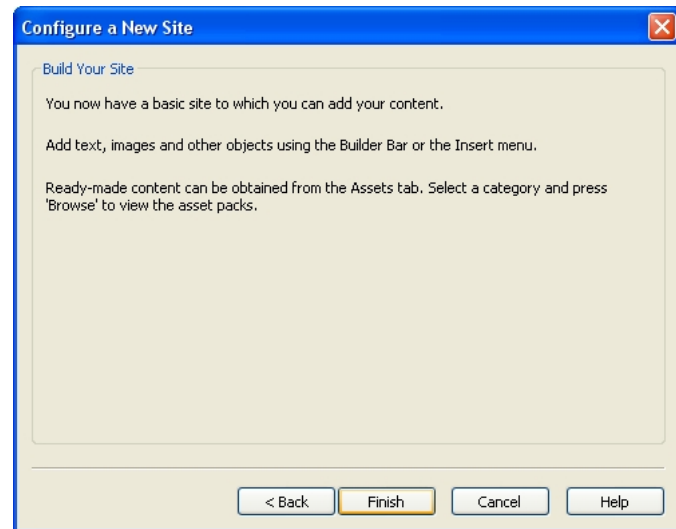 Configure a New Site
Build Your Site
You now have a basic site to which you can add your content.
Add text, images and other objects using the Builder Bar or the Insert menu.
Ready-made content can be obtained from the Assets tab. Select a category and press
'Browse' to view the asset packs.
< Back
Finish
Cancel
Help